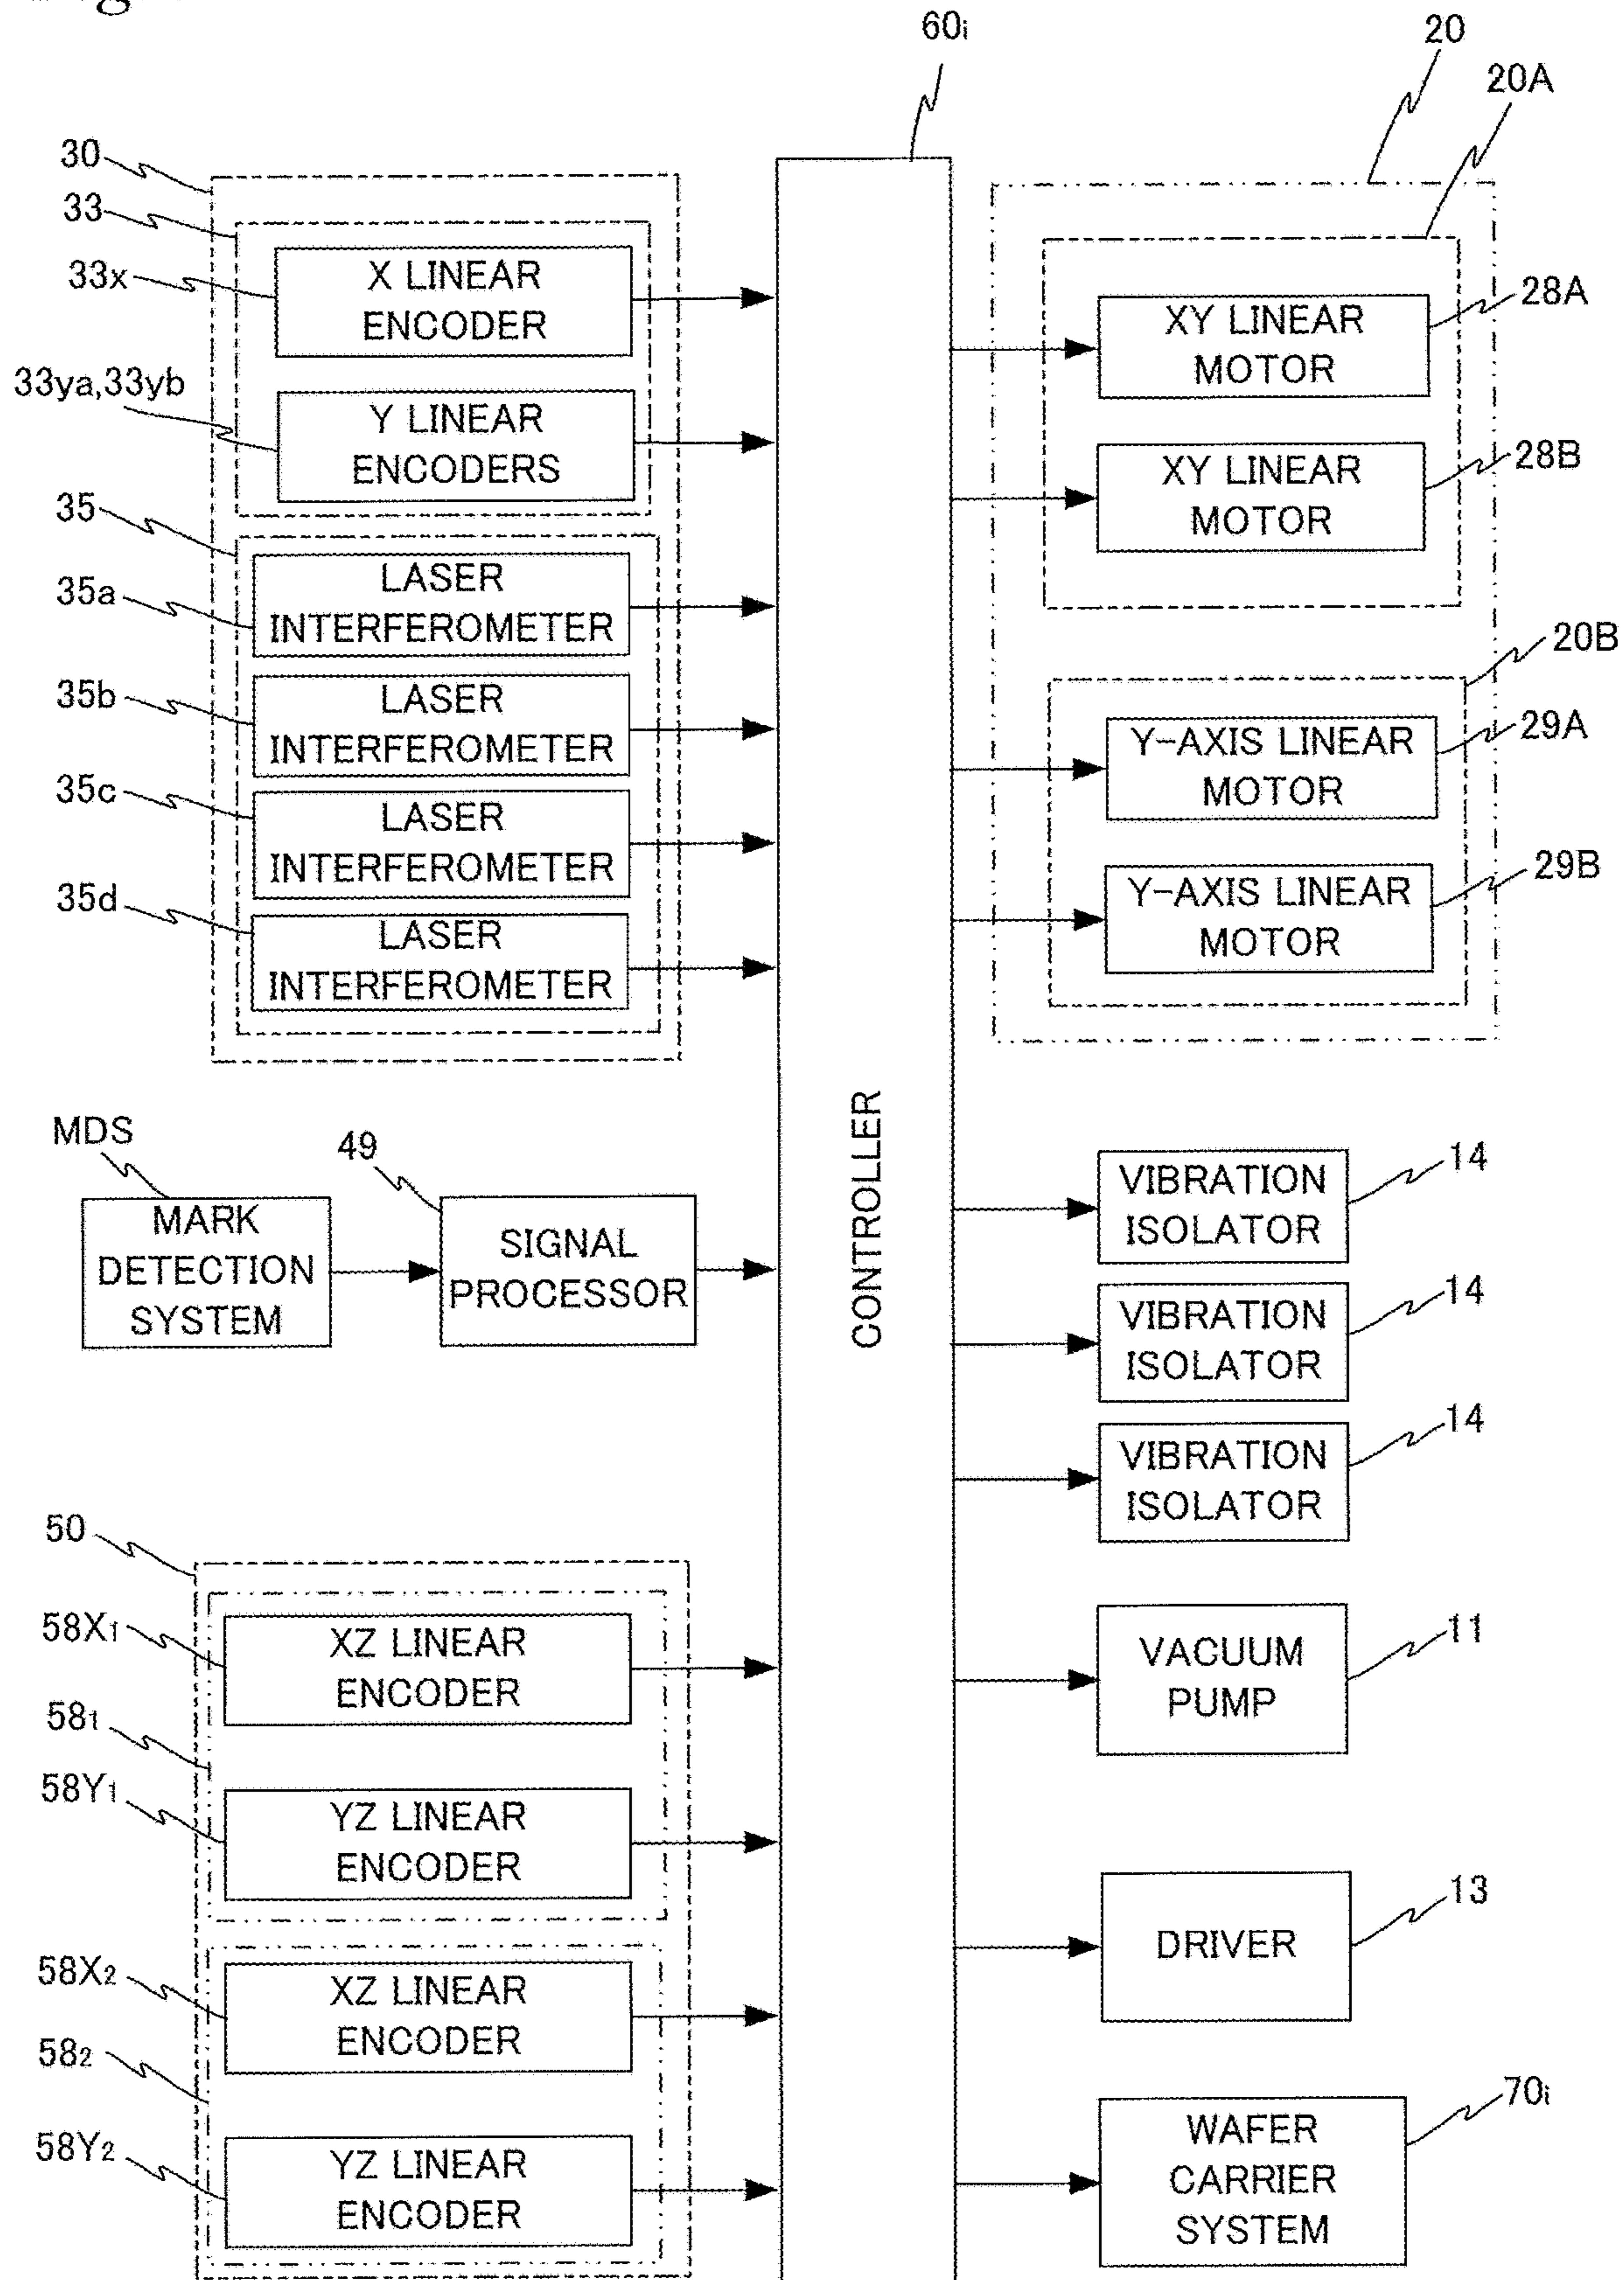 60i
20
20A
30
33
33x
X LINEAR
ENCODER
33ya,33yb
Y LINEAR
ENCODERS
35
35a
LASER
INTERFEROMETER
35b
LASER
INTERFEROMETER
35c
LASER
INTERFEROMETER
35d
LASER
INTERFEROMETER
XY LINEAR
MOTOR
28A
XY LINEAR
MOTOR
28B
20B
Y-AXIS LINEAR
MOTOR
29A
Y-AXIS LINEAR
MOTOR
29B
MDS
MARK
DETECTION
SYSTEM
49
SIGNAL
PROCESSOR
CONTROLLER
VIBRATION
ISOLATOR
14
VIBRATION
ISOLATOR
14
VIBRATION
ISOLATOR
14
50
58X1
XZ LINEAR
ENCODER
581
58Y1
YZ LINEAR
ENCODER
58X2
XZ LINEAR
ENCODER
582
58Y2
YZ LINEAR
ENCODER
VACUUM
PUMP
11
DRIVER
13
WAFER
CARRIER
SYSTEM
70i